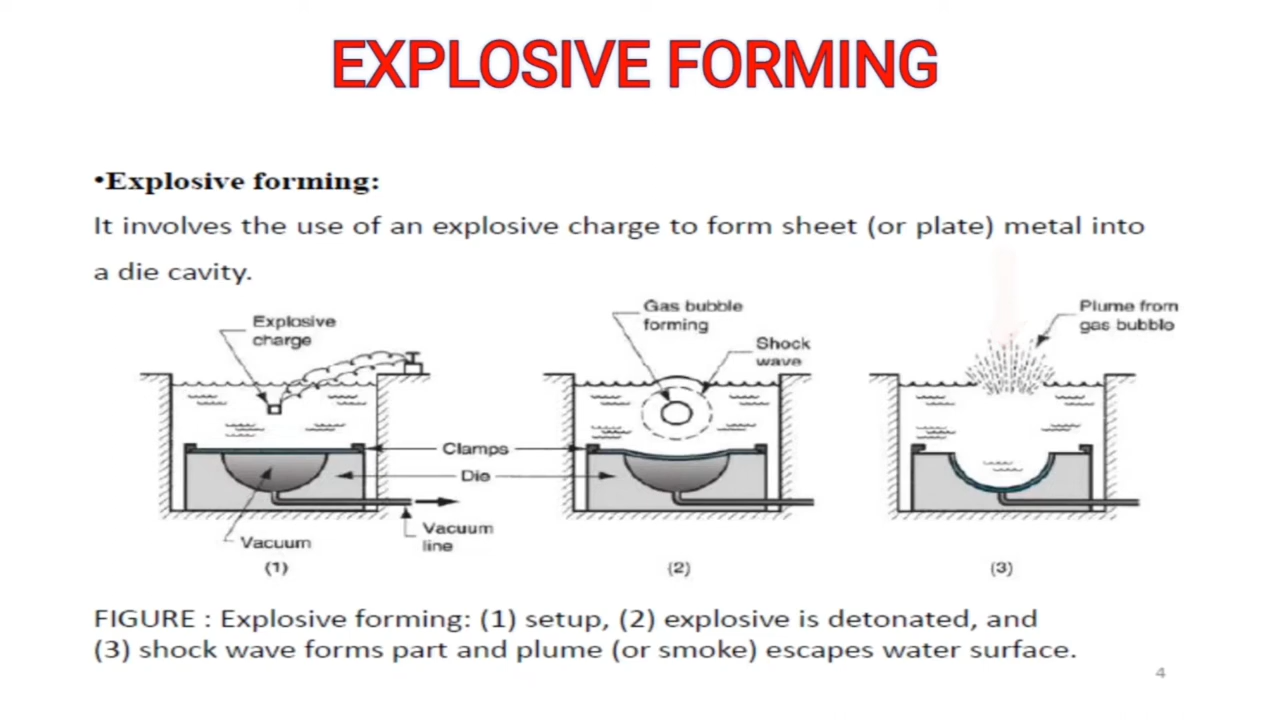 EXPLOSIVE FORMING
•Explosive forming:
It involves the use of an explosive charge to form sheet (or plate) metal into
a die cavity.
Explosive
charge
Gas bubble
forming
Shock
wave
Plume from
gas bubble
Clamps
Die
Vacuum
Vacuum
line
(1)
(2)
(3)
FIGURE : Explosive forming: (1) setup, (2) explosive is detonated, and
(3) shock wave forms part and plume (or smoke) escapes water surface.
4